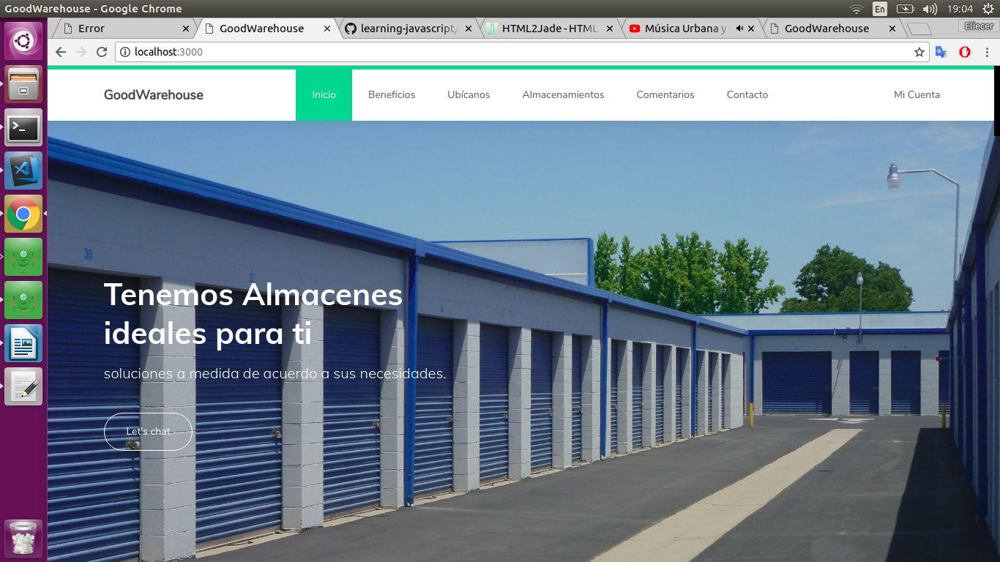 GoodWarehouse - Google Chrome
En
19:04
Error
GoodWarehouse
learning-javascript/
HTML2Jade - HTML
Música Urbana y
GoodWarehouse
Eliecer
localhost:3000
GoodWarehouse
Inicio
Beneficios
Ubícanos
Almacenamientos
Comentarios
Contacto
Mi Cuenta
38
Tenemos Almacenes
ideales para ti
soluciones a medida de acuerdo a sus necesidades.
Let's chat